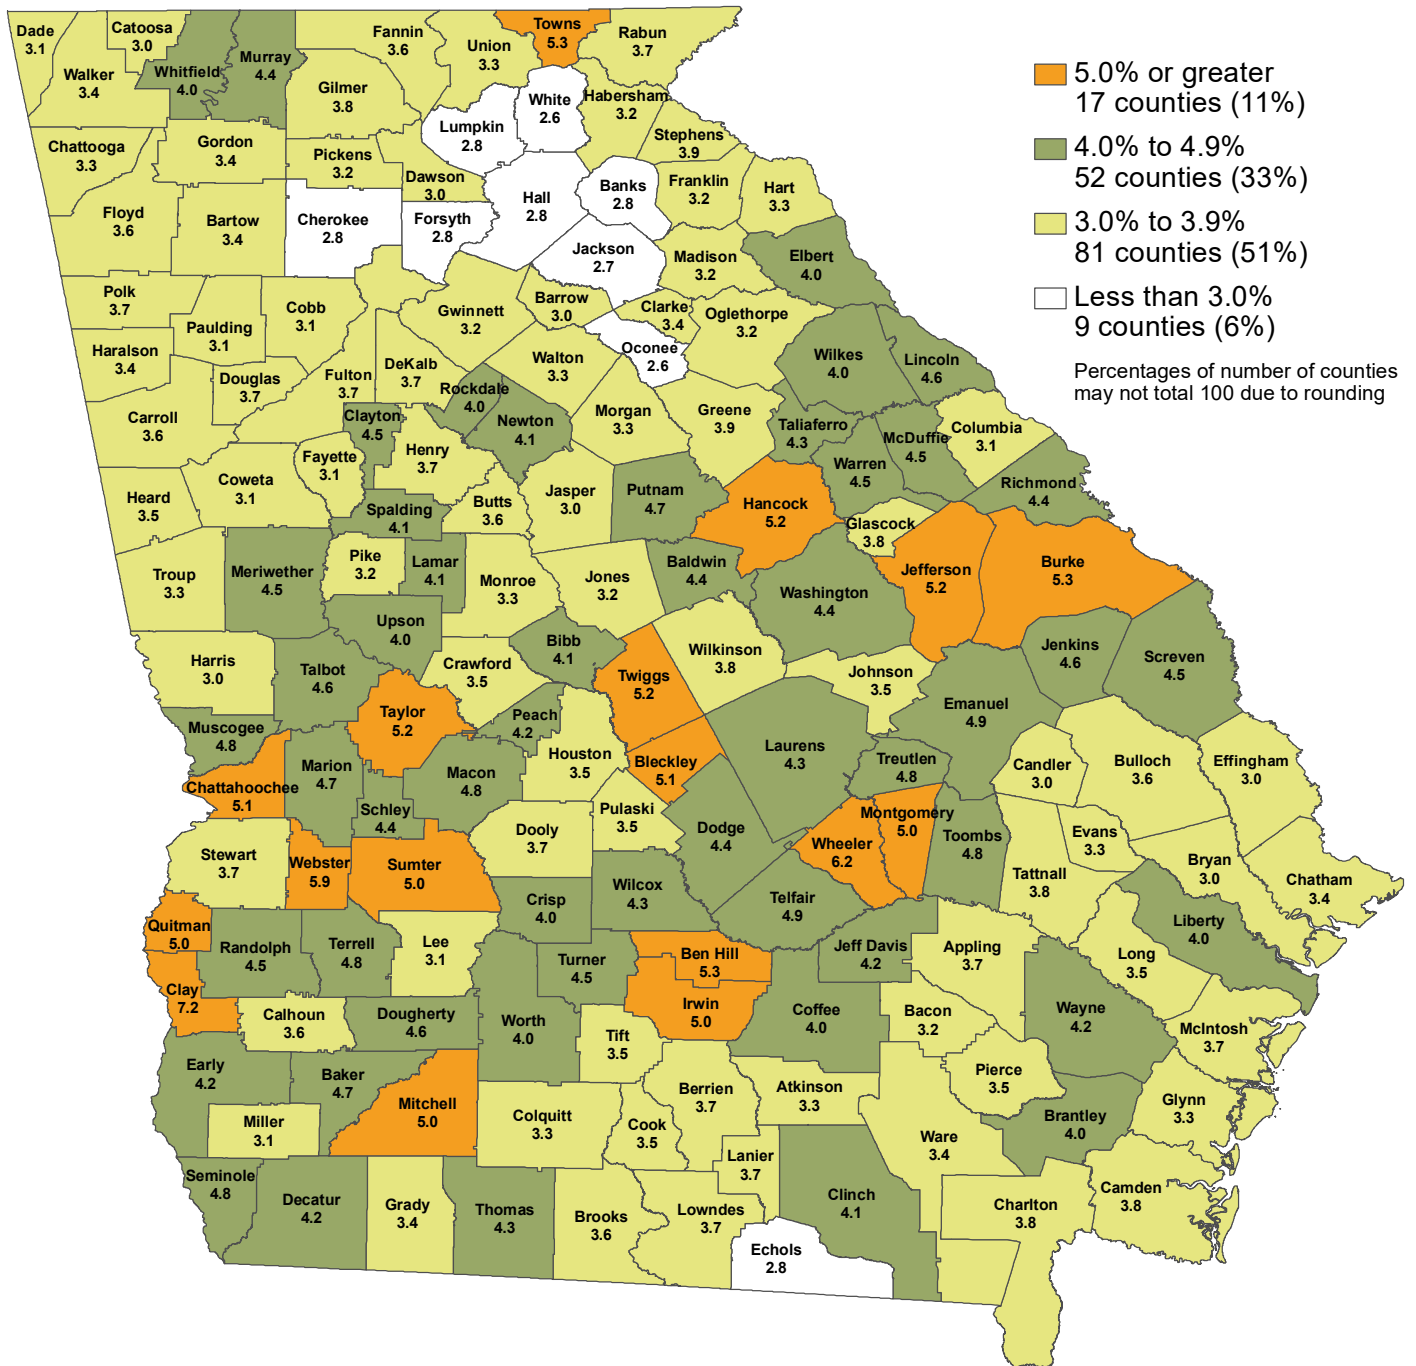 Dade
3.1
Catoosa
3.0
Walker
3.4
Whitfield
4.0
Murray
4.4
Fannin
3.6
Gilmer
3.8
Union
3.3
Towns
5.3
Rabun
3.7
White
2.6
Habersham
3.2
Lumpkin
2.8
Stephens
3.9
Chattooga
3.3
Gordon
3.4
Pickens
3.2
Dawson
3.0
Hall
2.8
Banks
2.8
Franklin
3.2
Hart
3.3
Floyd
3.6
Bartow
3.4
Cherokee
2.8
Forsyth
2.8
Jackson
2.7
Madison
3.2
Elbert
4.0
Polk
3.7
Paulding
3.1
Cobb
3.1
Gwinnett
3.2
Barrow
3.0
Clarke
3.4
Oglethorpe
3.2
Haralson
3.4
Douglas
3.7
Fulton
3.7
DeKalb
3.7
Rockdale
4.0
Walton
3.3
Oconee
2.6
Wilkes
4.0
Lincoln
4.6
Carroll
3.6
Clayton
4.5
Newton
4.1
Morgan
3.3
Greene
3.9
Taliaferro
4.3
McDuffie
4.5
Columbia
3.1
Coweta
3.1
Fayette
3.1
Henry
3.7
Warren
4.5
Richmond
4.4
Heard
3.5
Spalding
4.1
Butts
3.6
Jasper
3.0
Putnam
4.7
Hancock
5.2
Glascock
3.8
Troup
3.3
Meriwether
4.5
Pike
3.2
Lamar
4.1
Monroe
3.3
Jones
3.2
Baldwin
4.4
Washington
4.4
Jefferson
5.2
Burke
5.3
Upson
4.0
Bibb
4.1
Wilkinson
3.8
Jenkins
4.6
Screven
4.5
Harris
3.0
Talbot
4.6
Crawford
3.5
Twiggs
5.2
Johnson
3.5
Emanuel
4.9
Muscogee
4.8
Taylor
5.2
Peach
4.2
Houston
3.5
Bleckley
5.1
Laurens
4.3
Treutlen
4.8
Candler
3.0
Bulloch
3.6
Effingham
3.0
Chattahoochee
5.1
Marion
4.7
Macon
4.8
Schley
4.4
Pulaski
3.5
Dooly
3.7
Dodge
4.4
Wheeler
6.2
Montgomery
5.0
Toombs
4.8
Evans
3.3
Bryan
3.0
Chatham
3.4
Stewart
3.7
Webster
5.9
Sumter
5.0
Tattnall
3.8
Crisp
4.0
Wilcox
4.3
Telfair
4.9
Quitman
5.0
Randolph
4.5
Terrell
4.8
Lee
3.1
Turner
4.5
Ben Hill
5.3
Jeff Davis
4.2
Appling
3.7
Long
3.5
Liberty
4.0
Clay
7.2
Calhoun
3.6
Dougherty
4.6
Worth
4.0
Irwin
5.0
Coffee
4.0
Bacon
3.2
Wayne
4.2
McIntosh
3.7
Tift
3.5
Early
4.2
Baker
4.7
Mitchell
5.0
Colquitt
3.3
Cook
3.5
Berrien
3.7
Atkinson
3.3
Pierce
3.5
Brantley
4.0
Glynn
3.3
Miller
3.1
Lanier
3.7
Ware
3.4
Seminole
4.8
Decatur
4.2
Grady
3.4
Thomas
4.3
Brooks
3.6
Lowndes
3.7
Clinch
4.1
Charlton
3.8
Camden
3.8
Echols
2.8
5.0% or greater
17 counties (11%)
4.0% to 4.9%
52 counties (33%)
3.0% to 3.9%
81 counties (51%)
Less than 3.0%
9 counties (6%)
Percentages of number of counties
may not total 100 due to rounding